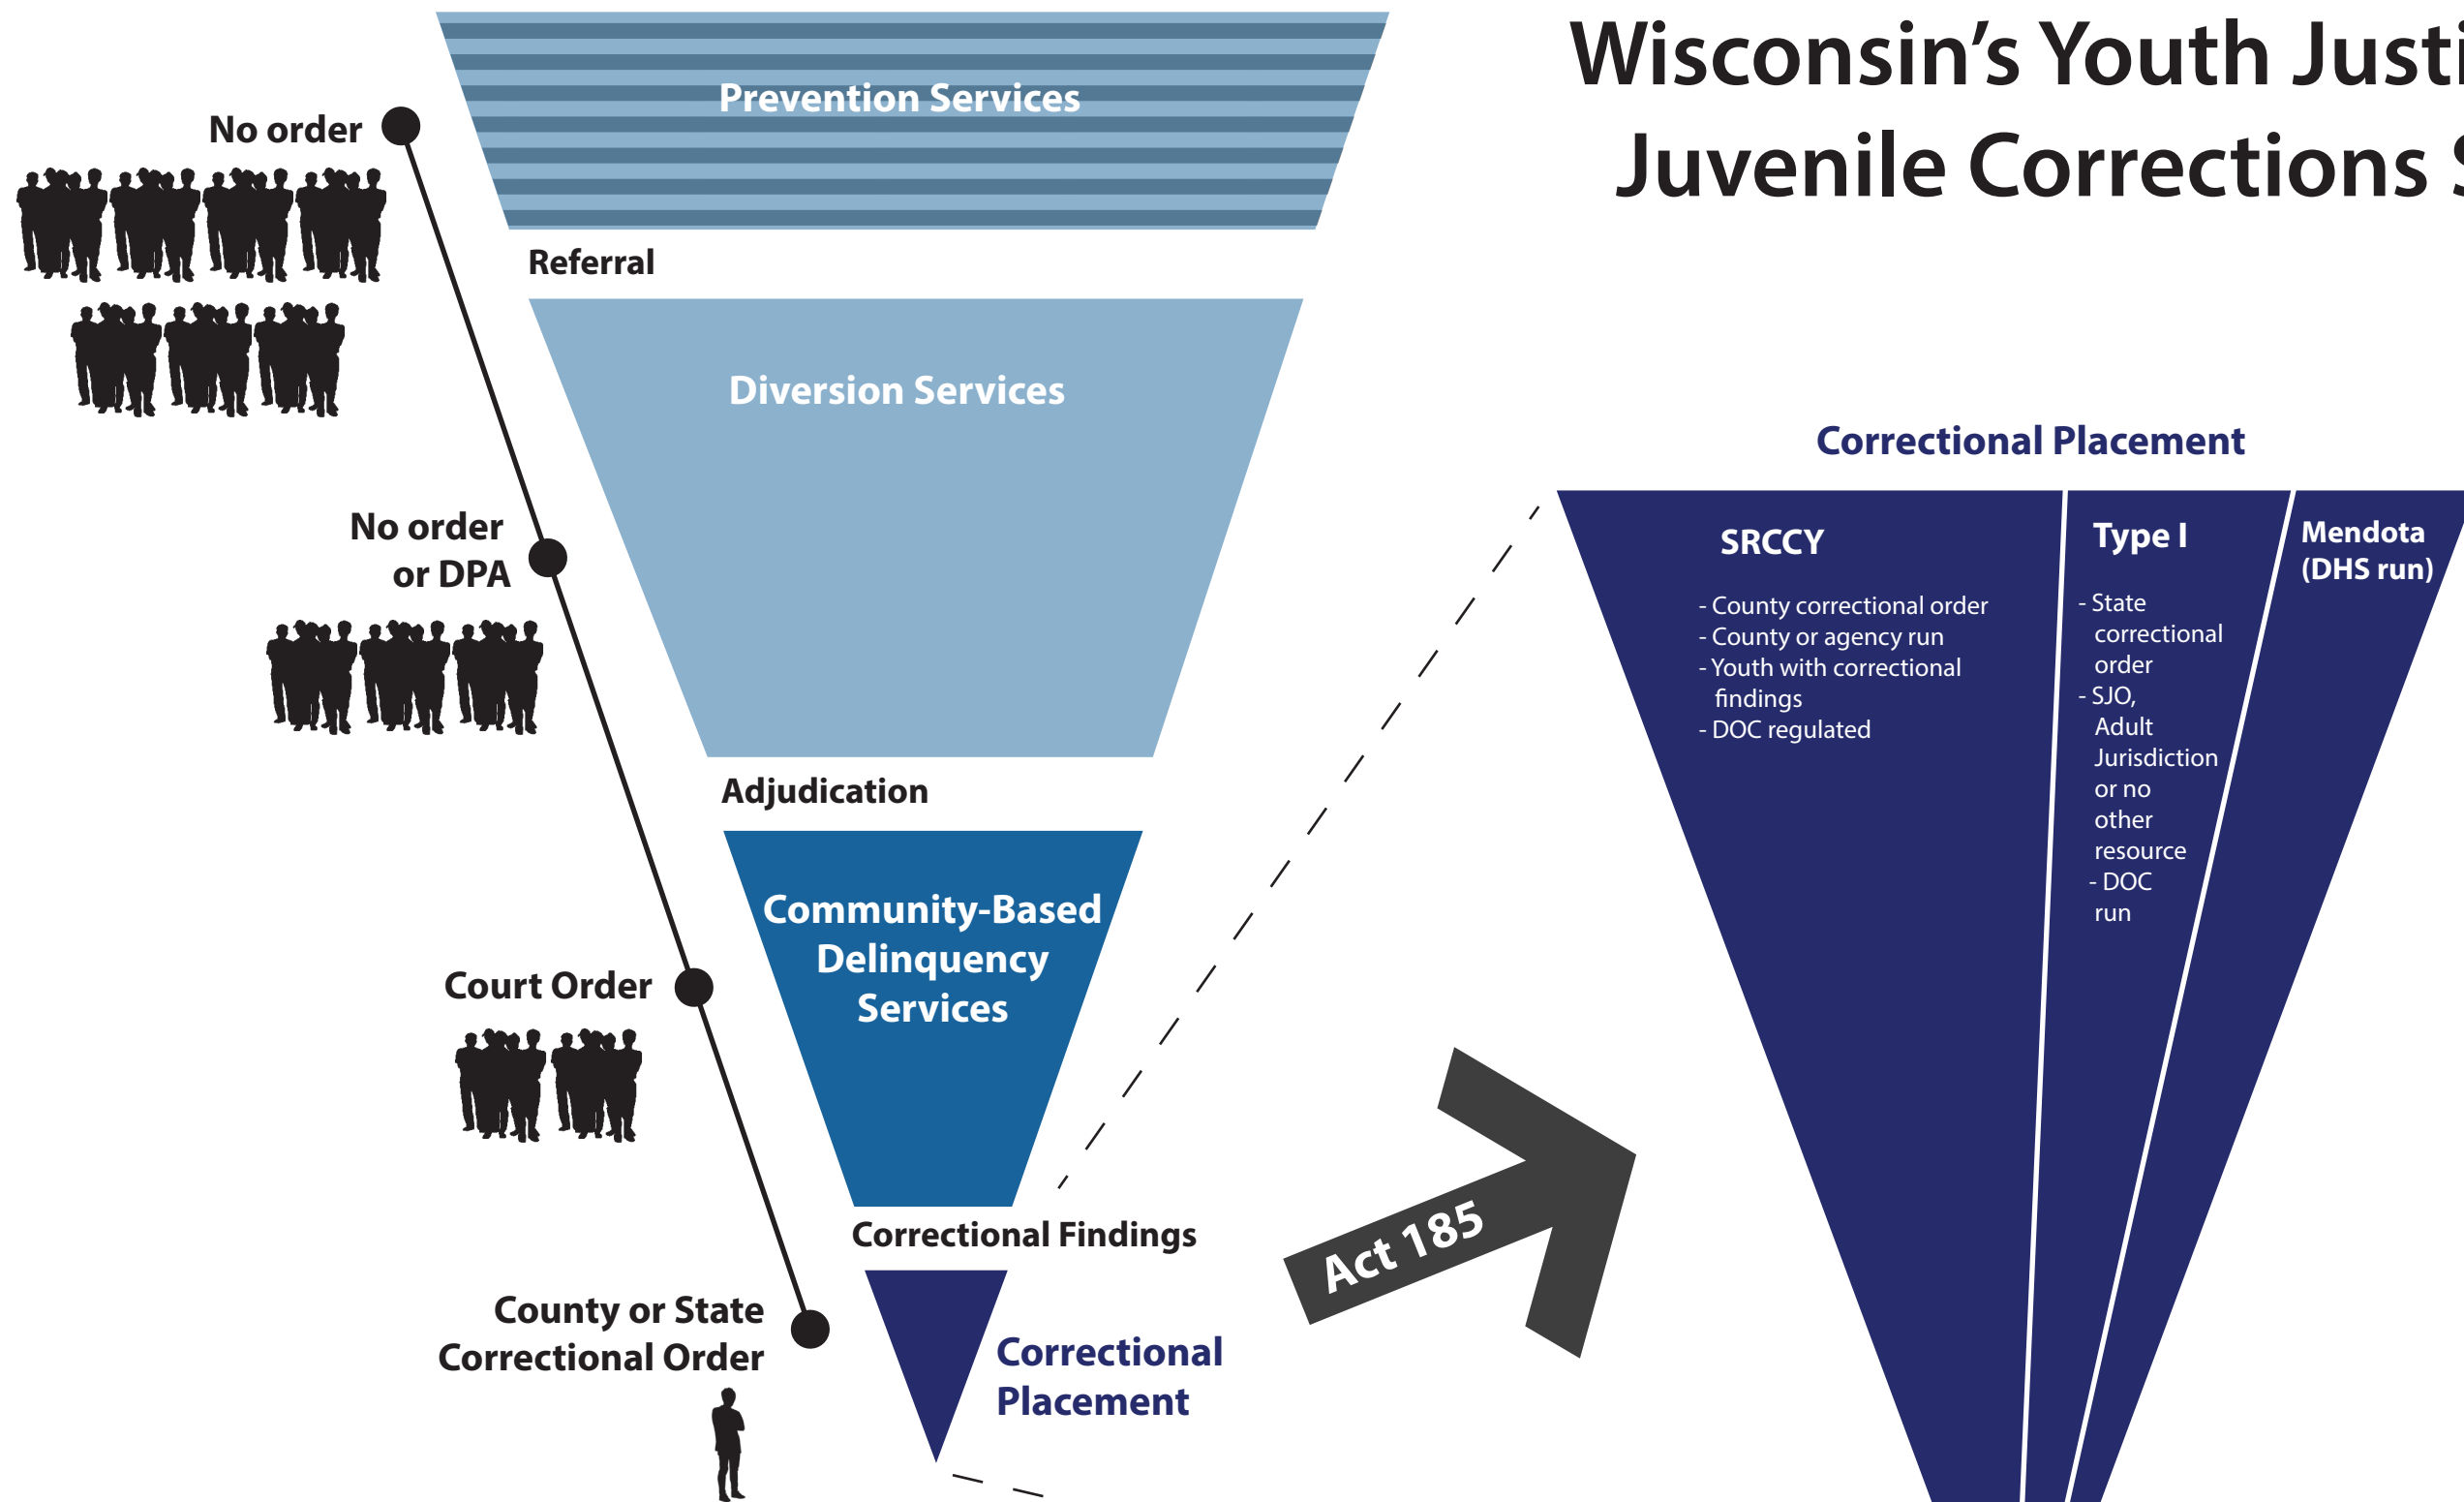 Wisconsin’s Youth
Juvenile Corrections
Prevention Services
No order
Referral
Diversion Services
No order
or DPA
Adjudication
Community-Based
Delinquency
Services
Court Order
Correctional Findings
County or State
Correctional Order
Correctional
Placement
Act 185
Correctional Placement
SRCCY
- County correctional order
- County or agency run
- Youth with correctional
findings
- DOC regulated
Type I
- State
correctional
order
- SJO,
Adult
Jurisdiction
or no
other
resource
- DOC
run
Mendota
(DHS run)